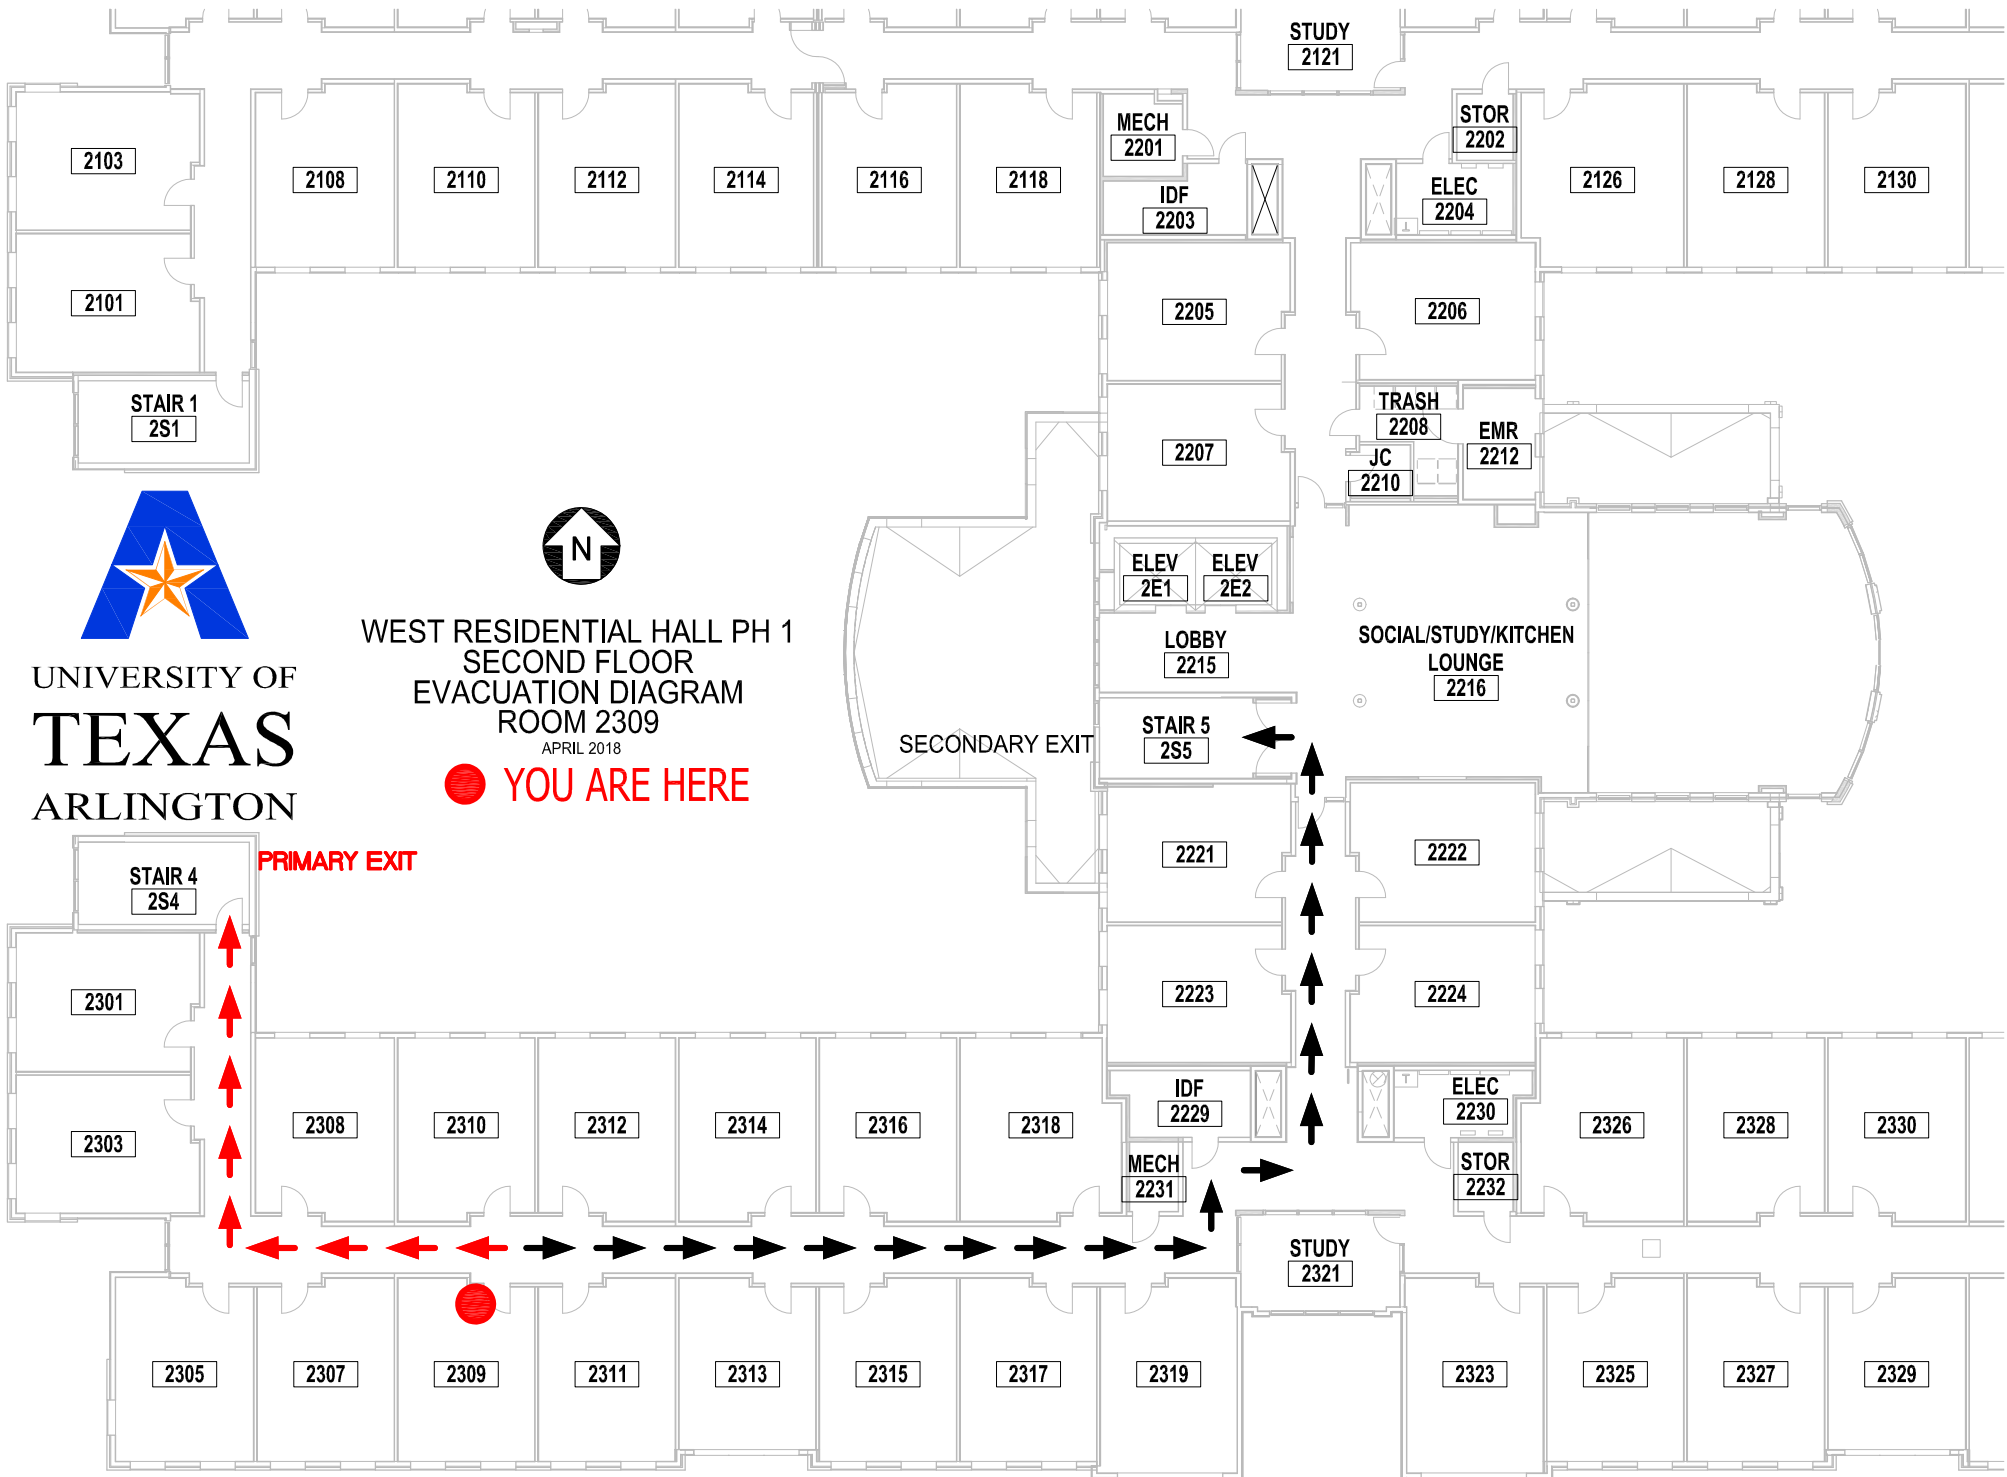 STUDY
2121
MECH
2201
STOR
2202
2103
2108
2110
2112
2114
2116
2118
IDF
2203
ELEC
2204
2126
2128
2130
2101
2205
2206
STAIR 1
2S1
TRASH
2208
EMR
2212
2207
JC
2210
N
ELEV
2E1
ELEV
2E2
WEST RESIDENTIAL HALL PH 1
SECOND FLOOR
EVACUATION DIAGRAM
ROOM 2309
APRIL 2018
YOU ARE HERE
UNIVERSITY OF
TEXAS
ARLINGTON
LOBBY
2215
SOCIAL/STUDY/KITCHEN
LOUNGE
2216
SECONDARY EXIT
STAIR 5
2S5
PRIMARY EXIT
STAIR 4
2S4
2221
2222
2301
2223
2224
2303
2308
2310
2312
2314
2316
2318
IDF
2229
T
ELEC
2230
2326
2328
2330
MECH
2231
STOR
2232
STUDY
2321
2305
2307
2309
2311
2313
2315
2317
2319
2323
2325
2327
2329